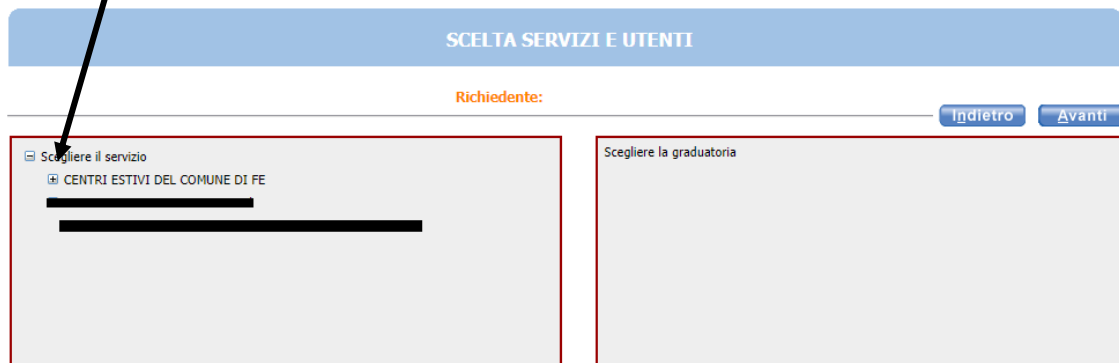 SCELTA SERVIZI E UTENTI
Richiedente:
Indietro
Avanti
Scegliere il servizio
CENTRI ESTIVI DEL COMUNE DI FE
Scegliere la graduatoria